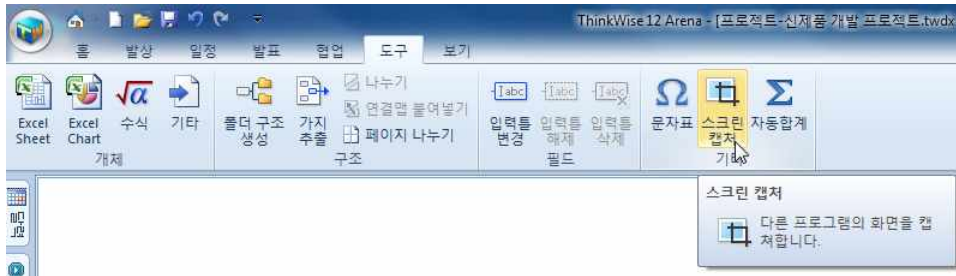 ThinkWise 12 Arena - [프로젝트-신제품 개발 프로젝트.twdx
홈 발상 일정 발표 협업 도구 보기
Excel Sheet
Excel Chart
√α
수식
기타
개체
폴더 구조 생성
가지 추출
나누기
연결맵 붙여넣기
페이지 나누기
구조
abc
입력틀 변경
abc
입력틀 해제
abc
입력틀 삭제
필드
Ω
문자표
스크린 캡처
Σ
자동합계
기타
스크린 캡처
다른 프로그램의 화면을 캡
쳐합니다.